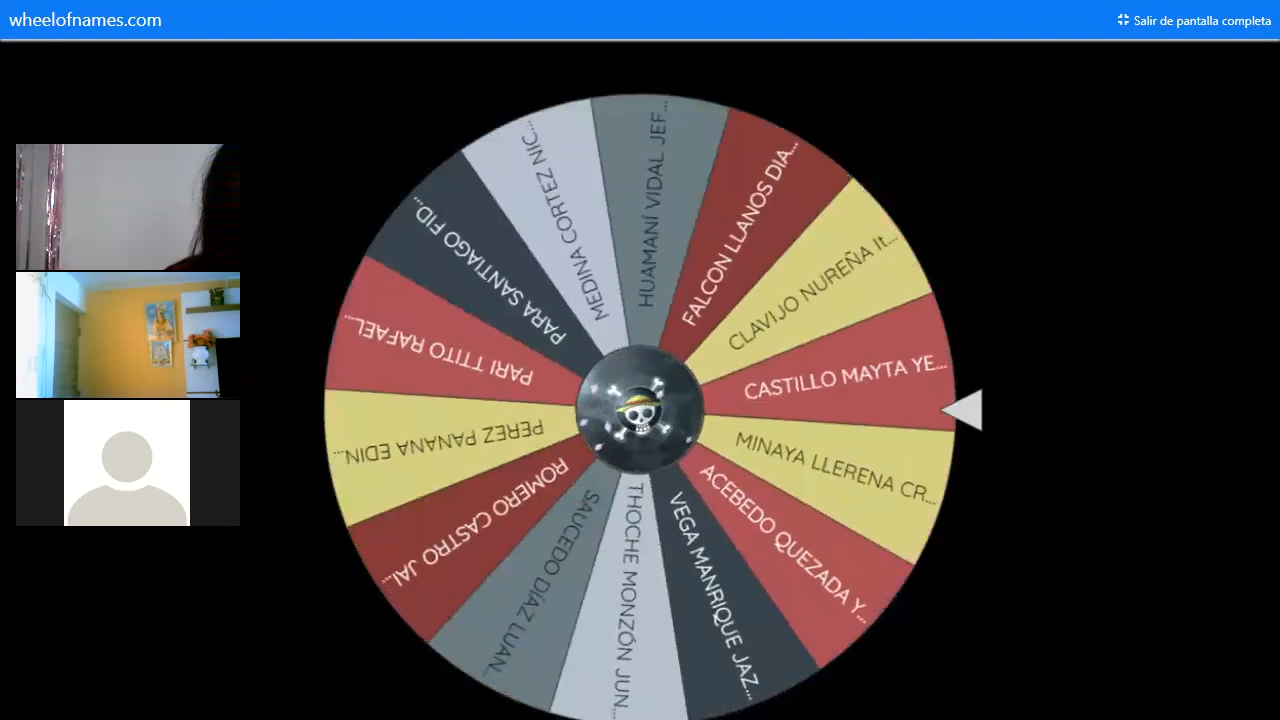 wheelofnames.com
Salir de pantalla completa
HUAMANÍ VIDAL JEF...
FALCON LLANOS DIA...
CLAVIJO NUREÑA It...
CASTILLO MAYTA YE...
MINAYA LLERENA CR...
ACEBEDO QUEZADA Y...
VEGA MANRIQUE JAZ...
THOCHE MONZÓN JUN...
SAUCEDO DÍAZ LUAN...
ROMERO CASTRO JAI...
PEREZ PANANA EDIN...
PARI TTITO RAFAEL...
PARA SANTIAGO FID...
MEDINA CORTEZ NIC...